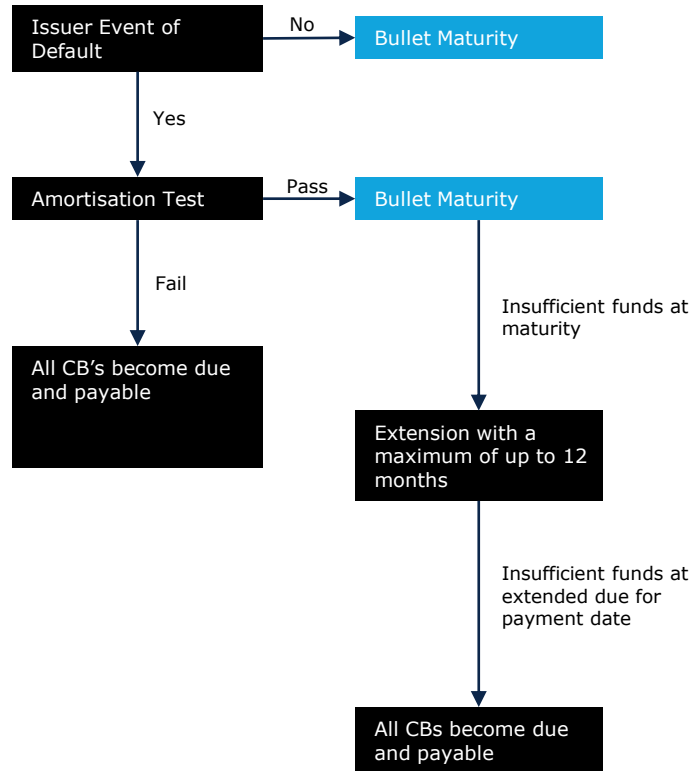 Issuer Event of
Default
No
Bullet Maturity
Yes
Amortisation Test
Pass
Bullet Maturity
Fail
Insufficient funds at
maturity
All CB’s become due
and payable
Extension with a
maximum of up to 12
months
Insufficient funds at
extended due for
payment date
All CBs become due
and payable